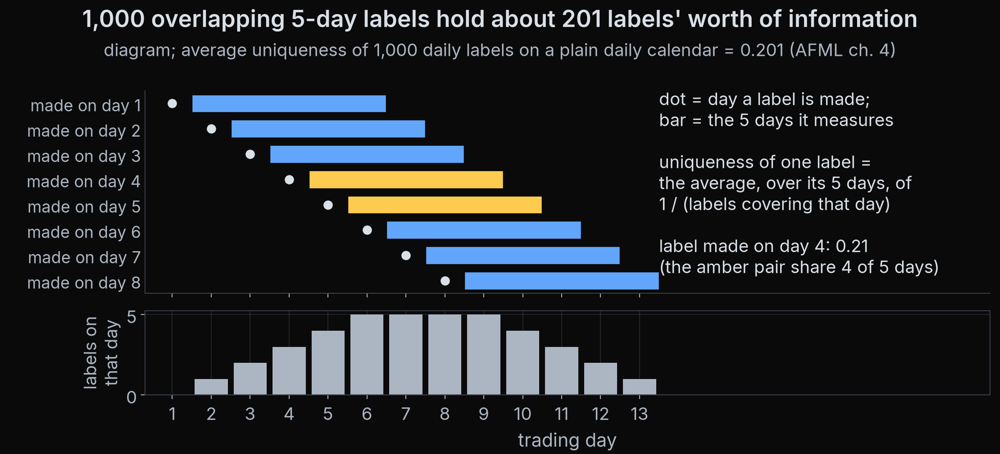 1,000 overlapping 5-day labels hold about 201 labels' worth of information
diagram; average uniqueness of 1,000 daily labels on a plain daily calendar = 0.201 (AFML ch. 4)
made on day 1
made on day 2
made on day 3
made on day 4
made on day 5
made on day 6
made on day 7
made on day 8
dot = day a label is made;
bar = the 5 days it measures
uniqueness of one label =
the average, over its 5 days, of
1 / (labels covering that day)
label made on day 4: 0.21
(the amber pair share 4 of 5 days)
labels on
that day
5
0
1 2 3 4 5 6 7 8 9 10 11 12 13
trading day